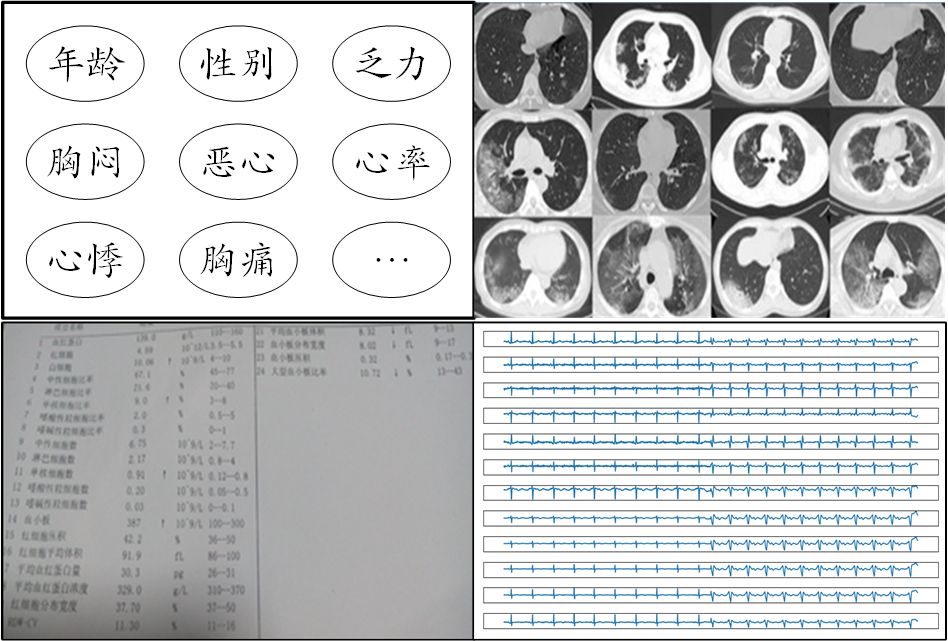 年龄 性别 乏力
胸闷 恶心 心率
心悸 胸痛 …
项目名称
1 血红蛋白 139.0 g/L 110--160
2 红细胞 4.69 10^12/L 3.5--5.5
3 白细胞 10.06 ↑ 10^9/L 4--10
4 中性细胞比率 67.1 % 45--77
5 淋巴细胞比率 21.6 % 20--40
6 单核细胞比率 9.0 ↑ % 3--8
7 嗜酸性粒细胞比率 2.0 % 0.5--5
8 嗜碱性粒细胞比率 0.3 % 0--1
9 中性细胞数 6.75 10^9/L 2--7.7
10 淋巴细胞数 2.17 10^9/L 0.8--4
11 单核细胞数 0.91 ↑ 10^9/L 0.12--0.8
12 嗜酸性粒细胞数 0.20 10^9/L 0.05--0.5
13 嗜碱性粒细胞数 0.03 10^9/L 0--0.1
14 血小板 387 ↑ 10^9/L 100--300
15 红细胞压积 42.2 % 36--50
16 红细胞平均体积 91.9 fL 86--100
7 平均血红蛋白量 30.3 pg 26--31
平均血红蛋白浓度 329.0 g/L 310--370
红细胞分布宽度 37.70 % 37--50
RDW-CV 11.30 % 11--16
21 平均血小板体积 8.52 ↓ fL 9--13
22 血小板分布宽度 8.02 ↓ fL 9--17
23 血小板压积 0.32 % 0.17--0.3
24 大型血小板比率 10.72 ↓ % 13--43